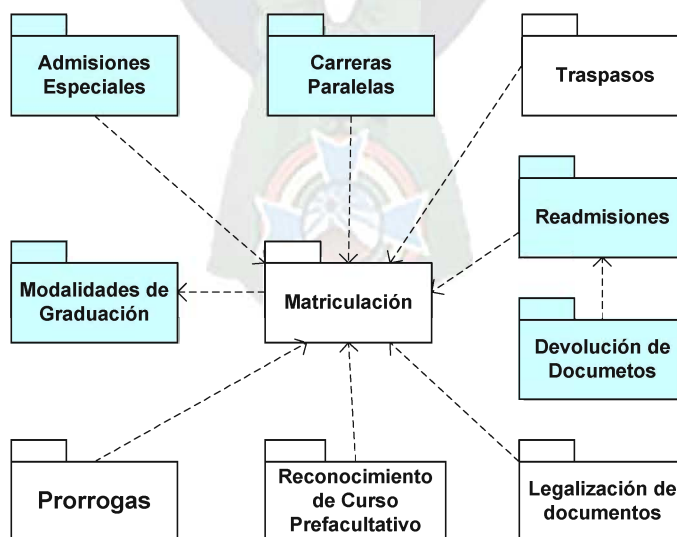 Admisiones
Especiales
Carreras
Paralelas
Traspasos
Readmisiones
Modalidades de
Graduación
Matriculación
Devolución de
Documetos
Prorrogas
Reconocimiento
de Curso
Prefacultativo
Legalización de
documentos